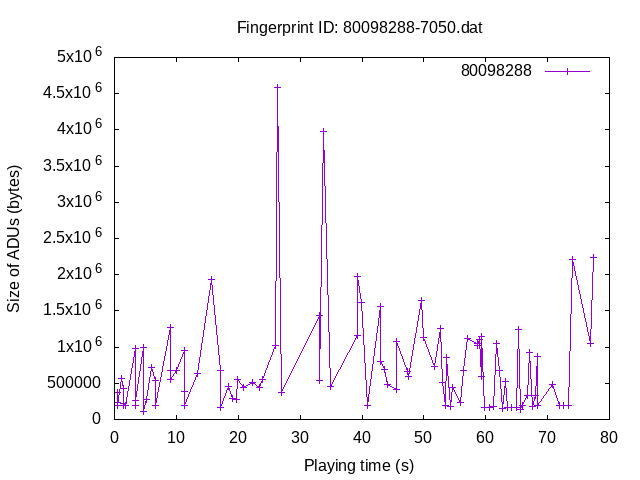 Fingerprint ID: 80098288-7050.dat
80098288
Size of ADUs (bytes)
5x10^6
4.5x10^6
4x10^6
3.5x10^6
3x10^6
2.5x10^6
2x10^6
1.5x10^6
1x10^6
500000
0
0 10 20 30 40 50 60 70 80
Playing time (s)